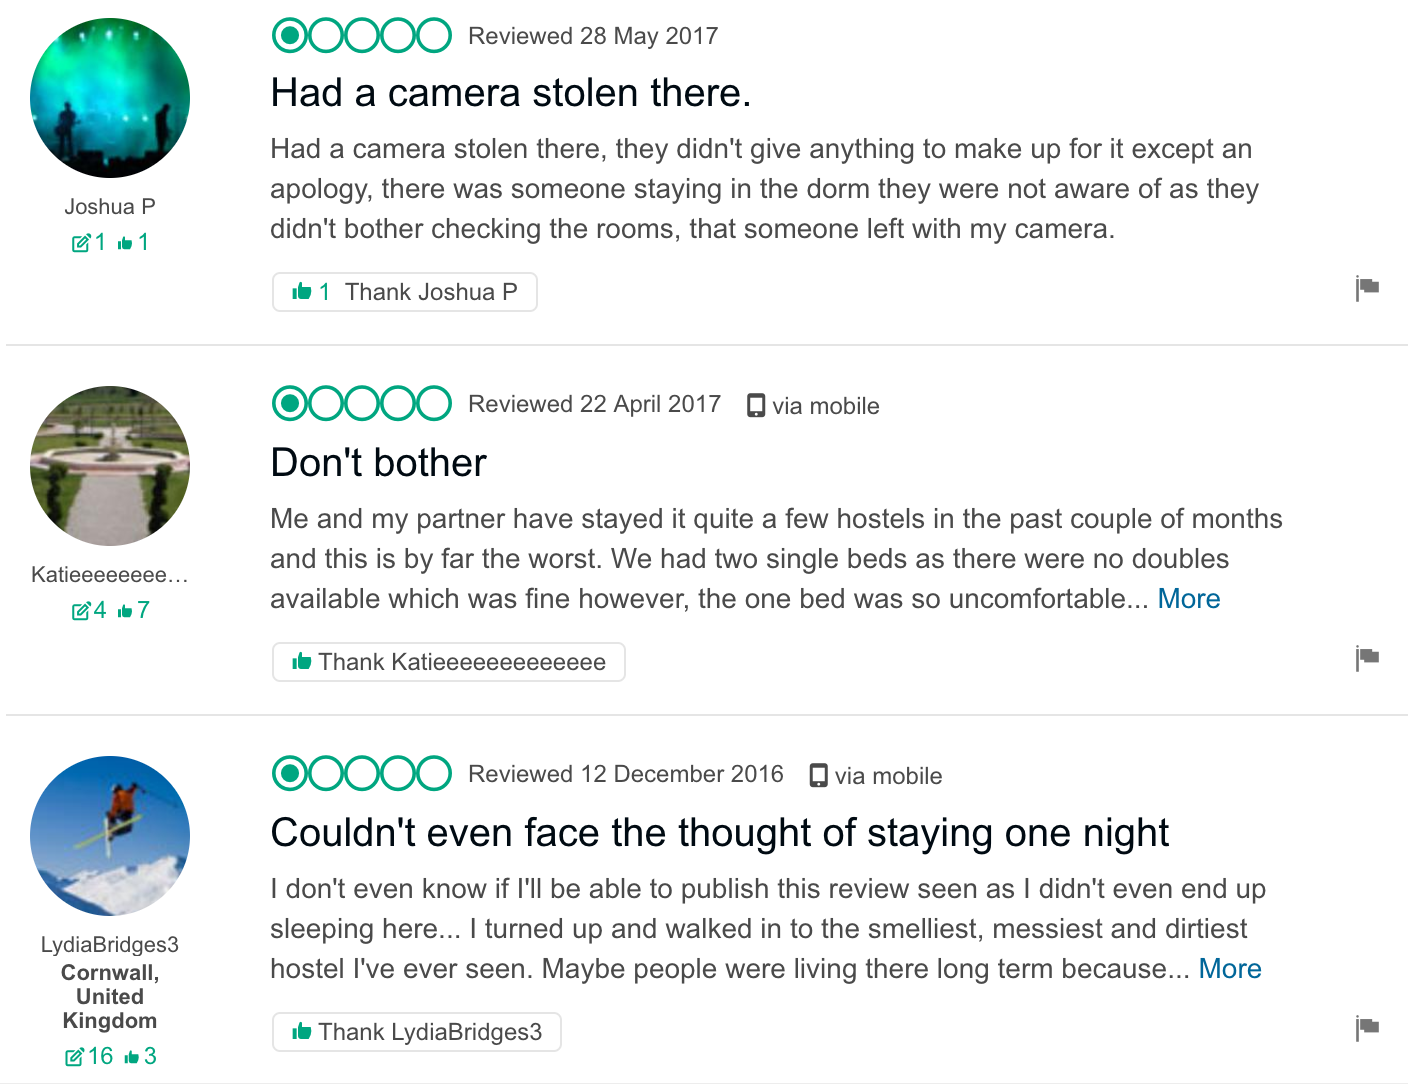 Reviewed 28 May 2017
Had a camera stolen there.
Had a camera stolen there, they didn't give anything to make up for it except an
apology, there was someone staying in the dorm they were not aware of as they
didn't bother checking the rooms, that someone left with my camera.
Joshua P
1 1
1 Thank Joshua P
Reviewed 22 April 2017 via mobile
Don't bother
Me and my partner have stayed it quite a few hostels in the past couple of months
and this is by far the worst. We had two single beds as there were no doubles
available which was fine however, the one bed was so uncomfortable... More
Katieeeeeeeee...
4 7
Thank Katieeeeeeeeeeeee
Reviewed 12 December 2016 via mobile
Couldn't even face the thought of staying one night
I don't even know if I'll be able to publish this review seen as I didn't even end up
sleeping here... I turned up and walked in to the smelliest, messiest and dirtiest
hostel I've ever seen. Maybe people were living there long term because... More
LydiaBridges3
Cornwall,
United
Kingdom
16 3
Thank LydiaBridges3